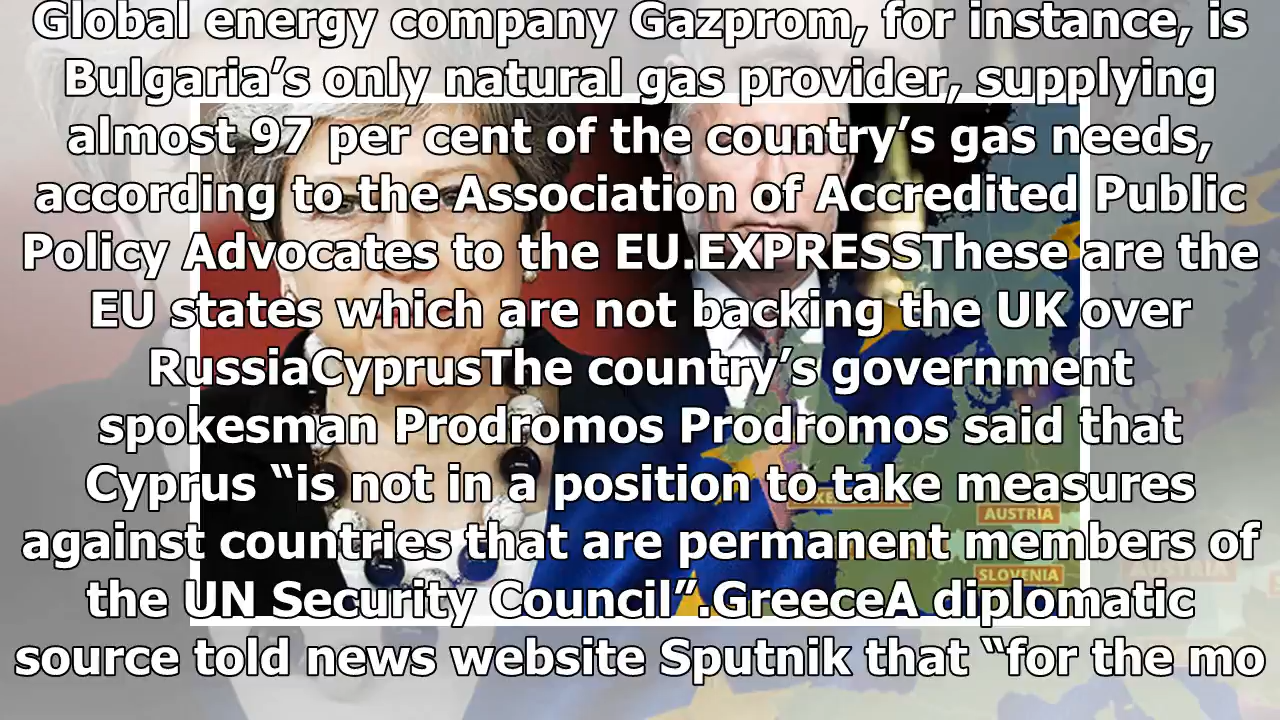 Global energy company Gazprom, for instance, is
Bulgaria’s only natural gas provider, supplying
almost 97 per cent of the country’s gas needs,
according to the Association of Accredited Public
Policy Advocates to the EU.EXPRESSThese are the
EU states which are not backing the UK over
RussiaCyprusThe country’s government
spokesman Prodromos Prodromos said that
Cyprus “is not in a position to take measures
against countries that are permanent members of
the UN Security Council”.GreeceA diplomatic
source told news website Sputnik that “for the mo
AUSTRIA
SLOVENIA
AUSTRIA